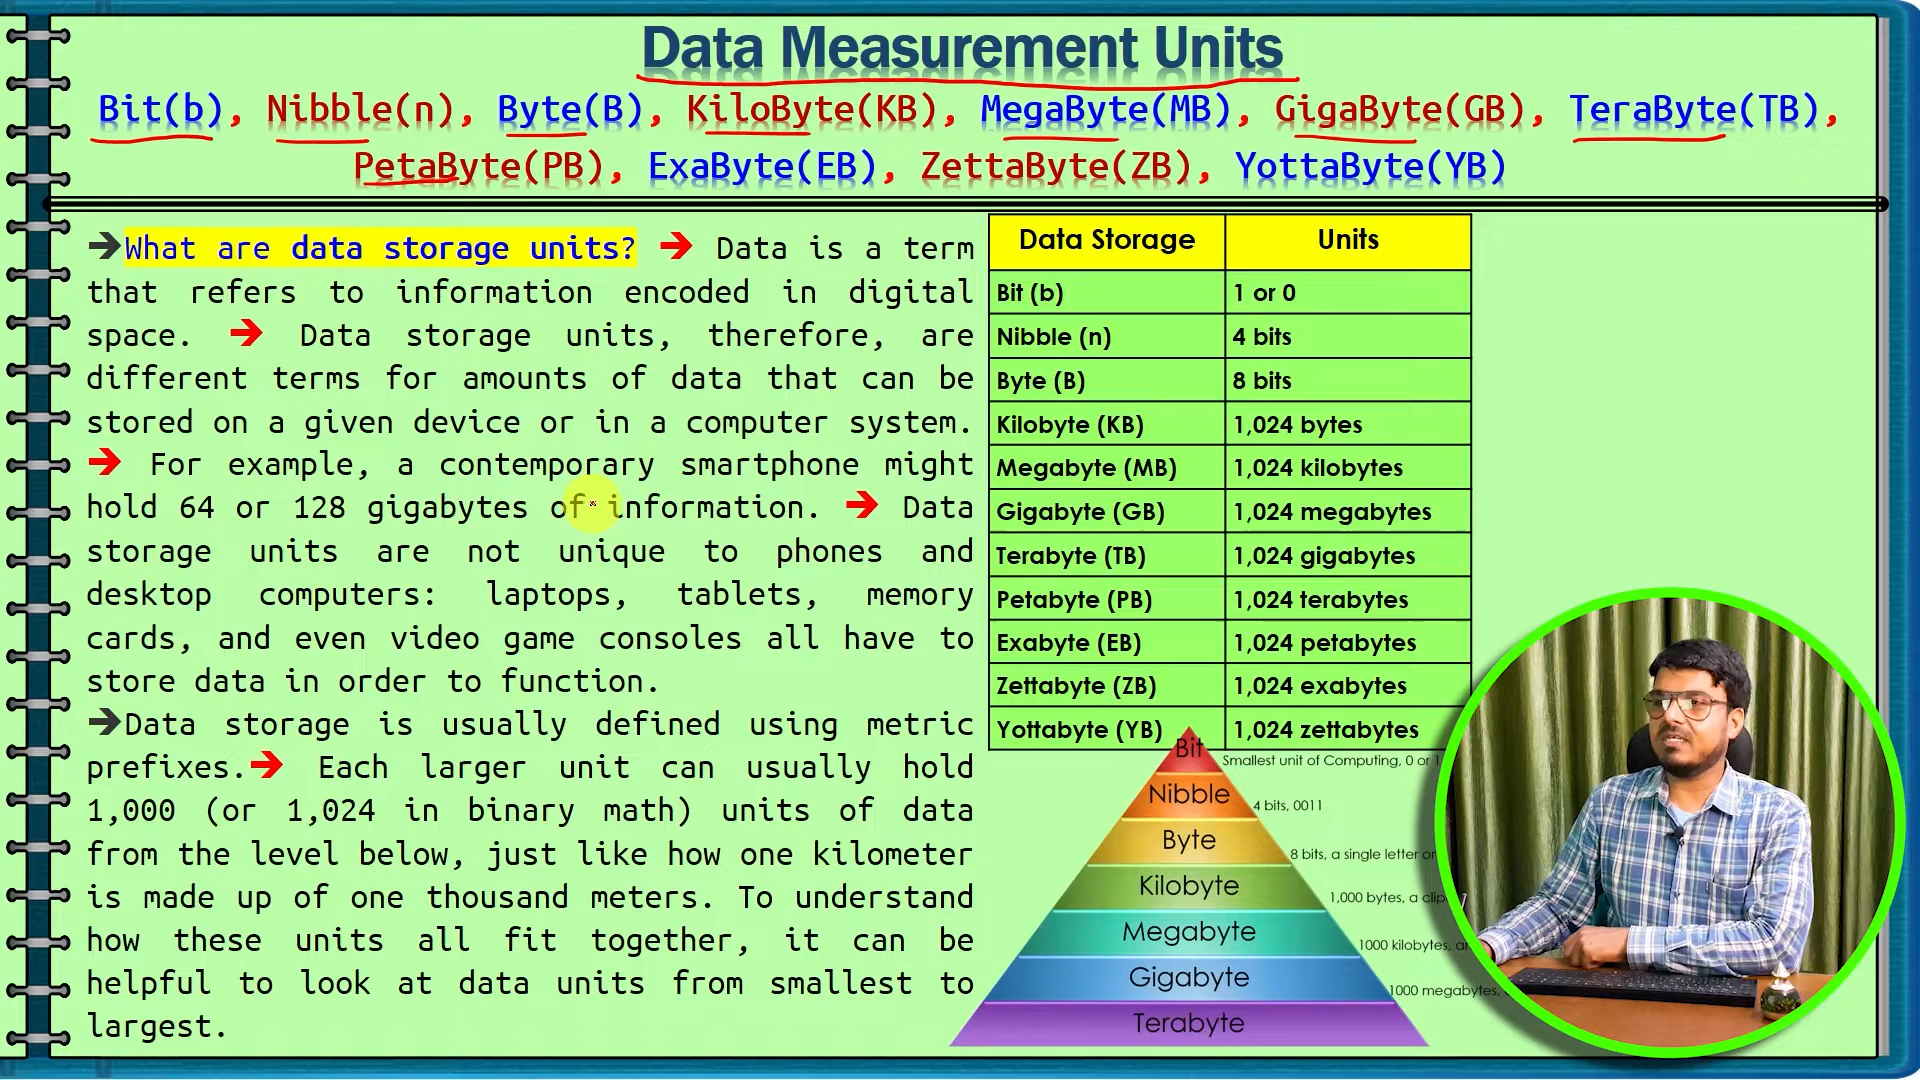 Data Measurement Units
Bit(b), Nibble(n), Byte(B), KiloByte(KB), MegaByte(MB), GigaByte(GB), TeraByte(TB),
PetaByte(PB), ExaByte(EB), ZettaByte(ZB), YottaByte(YB)
➔What are data storage units? ➔ Data is a term
that refers to information encoded in digital
space. ➔ Data storage units, therefore, are
different terms for amounts of data that can be
stored on a given device or in a computer system.
➔ For example, a contemporary smartphone might
hold 64 or 128 gigabytes of information. ➔ Data
storage units are not unique to phones and
desktop computers: laptops, tablets, memory
cards, and even video game consoles all have to
store data in order to function.
➔Data storage is usually defined using metric
prefixes.➔ Each larger unit can usually hold
1,000 (or 1,024 in binary math) units of data
from the level below, just like how one kilometer
is made up of one thousand meters. To understand
how these units all fit together, it can be
helpful to look at data units from smallest to
largest.
Data Storage Units
Bit (b) 1 or 0
Nibble (n) 4 bits
Byte (B) 8 bits
Kilobyte (KB) 1,024 bytes
Megabyte (MB) 1,024 kilobytes
Gigabyte (GB) 1,024 megabytes
Terabyte (TB) 1,024 gigabytes
Petabyte (PB) 1,024 terabytes
Exabyte (EB) 1,024 petabytes
Zettabyte (ZB) 1,024 exabytes
Yottabyte (YB) 1,024 zettabytes
Bit
Smallest unit of Computing, 0 or 1
Nibble
4 bits, 0011
Byte
8 bits, a single letter or
Kilobyte
1,000 bytes, a
Megabyte
1000 kilobytes,
Gigabyte
1000 megabytes,
Terabyte